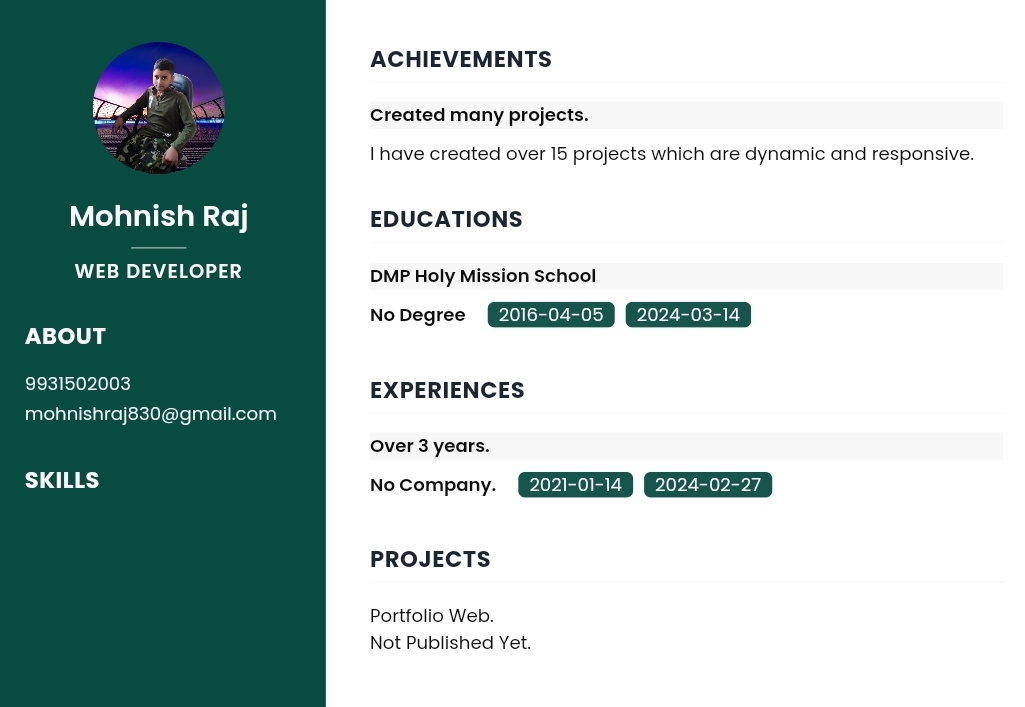 Mohnish Raj
WEB DEVELOPER
ABOUT
9931502003
mohnishraj830@gmail.com
SKILLS
ACHIEVEMENTS
Created many projects.
I have created over 15 projects which are dynamic and responsive.
EDUCATIONS
DMP Holy Mission School
No Degree 2016-04-05 2024-03-14
EXPERIENCES
Over 3 years.
No Company. 2021-01-14 2024-02-27
PROJECTS
Portfolio Web.
Not Published Yet.